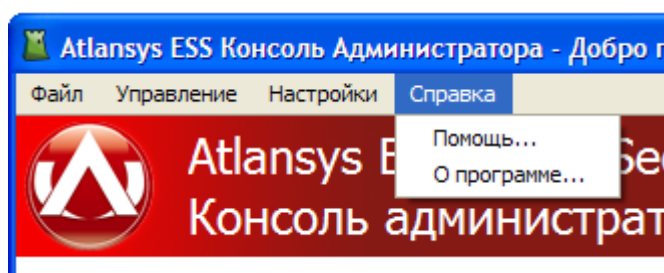 Atlansys ESS Консоль Администратора - Добро
Файл Управление Настройки Справка
Помощь...
О программе...
Atlansys
Консоль администрат